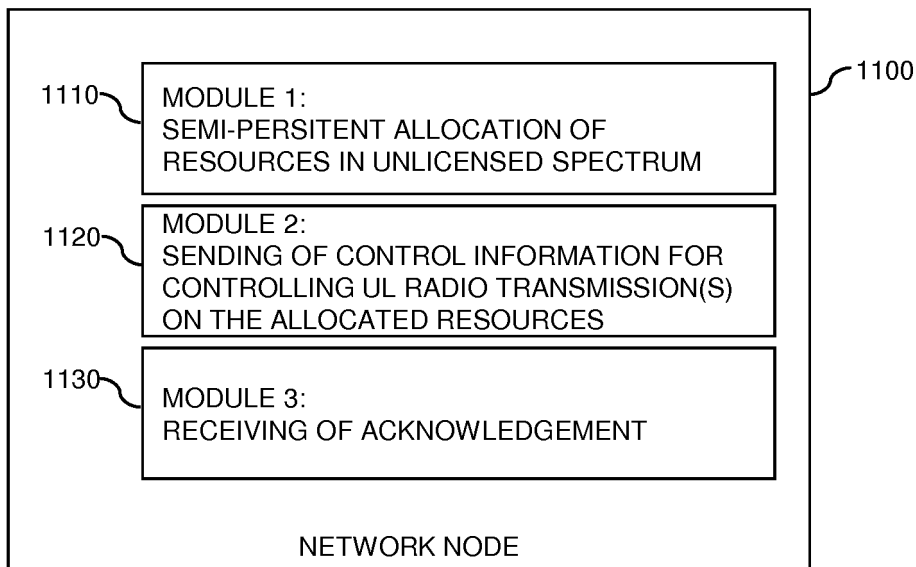 1100
1110
MODULE 1:
SEMI-PERSITENT ALLOCATION OF
RESOURCES IN UNLICENSED SPECTRUM
1120
MODULE 2:
SENDING OF CONTROL INFORMATION FOR
CONTROLLING UL RADIO TRANSMISSION(S)
ON THE ALLOCATED RESOURCES
1130
MODULE 3:
RECEIVING OF ACKNOWLEDGEMENT
NETWORK NODE